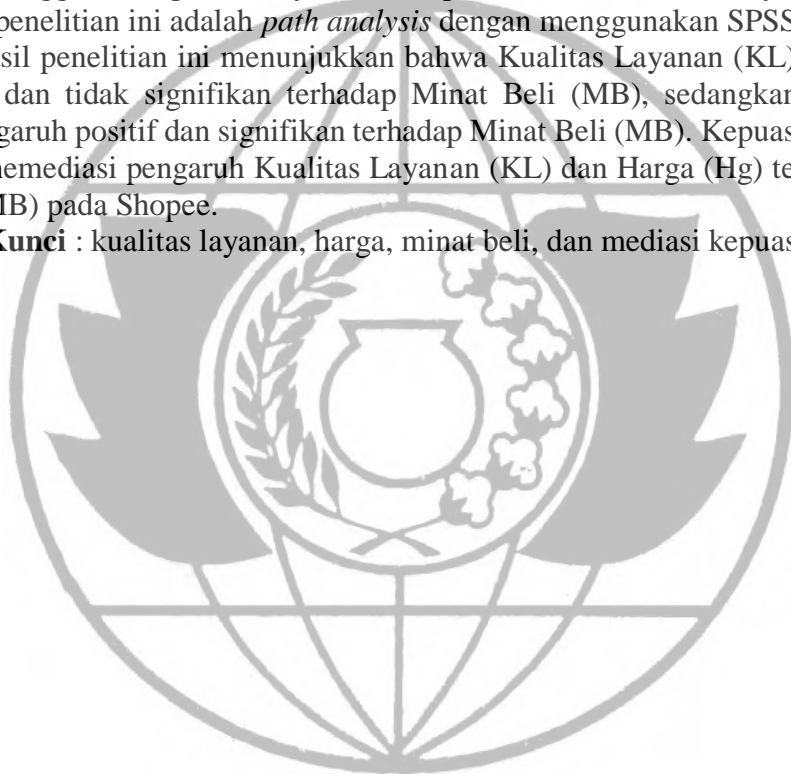 penelitian ini adalah path analysis dengan menggunakan SPSS
sil penelitian ini menunjukkan bahwa Kualitas Layanan (KL)
dan tidak signifikan terhadap Minat Beli (MB), sedangkan
garuh positif dan signifikan terhadap Minat Beli (MB). Kepuas
emediasi pengaruh Kualitas Layanan (KL) dan Harga (Hg) te
MB) pada Shopee.
Kunci : kualitas layanan, harga, minat beli, dan mediasi kepuas